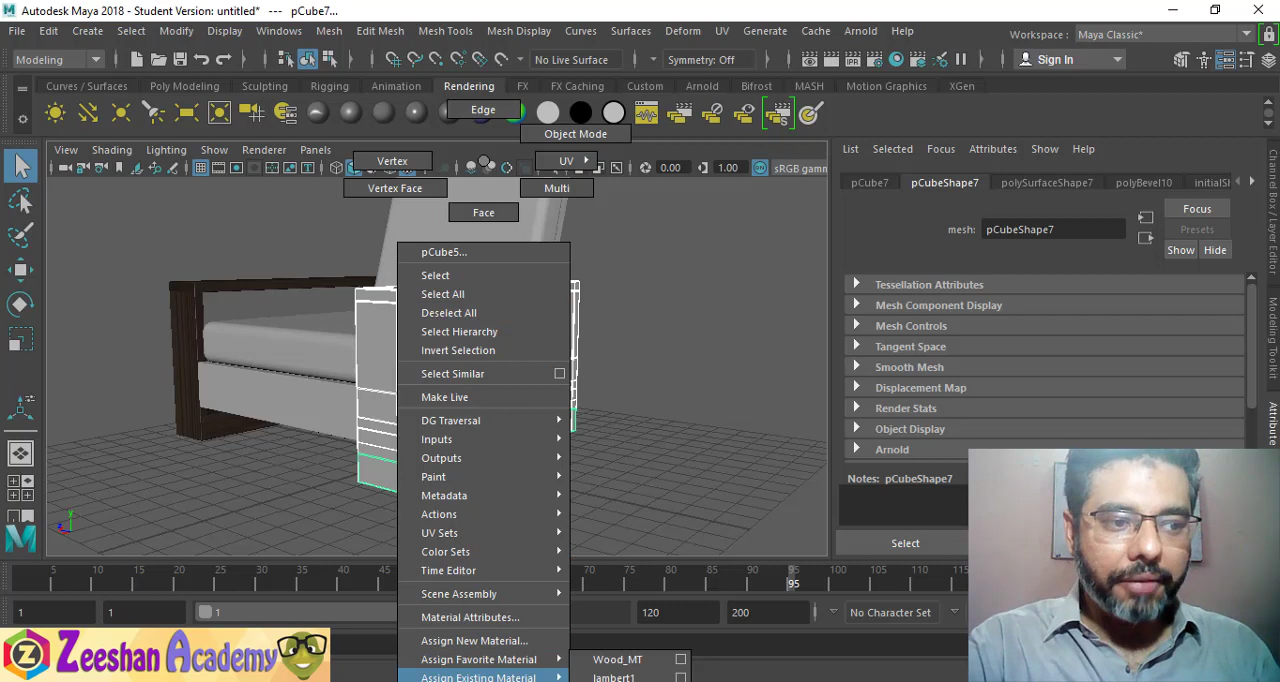 Autodesk Maya 2018 - Student Version: untitled*   ---   pCube7...
File Edit Create Select Modify Display Windows Mesh Edit Mesh Mesh Tools Mesh Display Curves Surfaces Deform UV Generate Cache Arnold Help
Workspace : Maya Classic*
Modeling No Live Surface Symmetry: Off Sign In
Curves / Surfaces Poly Modeling Sculpting Rigging Animation Rendering FX FX Caching Custom Arnold Bifrost MASH Motion Graphics XGen
Edge
Object Mode
View Shading Lighting Show Renderer Panels
Vertex UV
0.00 1.00 sRGB gamm
Vertex Face Multi
Face
List Selected Focus Attributes Show Help
pCube7 pCubeShape7 polySurfaceShape7 polyBevel10 initialSh
mesh: pCubeShape7
Focus
Presets
Show Hide
Tessellation Attributes
Mesh Component Display
Mesh Controls
Tangent Space
Smooth Mesh
Displacement Map
Render Stats
Object Display
Arnold
Notes: pCubeShape7
Select
Channel Box / Layer Editor
Attribute
pCube5...
Select
Select All
Deselect All
Select Hierarchy
Invert Selection
Select Similar
Make Live
DG Traversal
Inputs
Outputs
Paint
Metadata
Actions
UV Sets
Color Sets
Time Editor
Scene Assembly
Material Attributes...
Assign New Material...
Assign Favorite Material
Assign Existing Material
Wood_MT
lambert1
y
z
x
5 10 15 20 25 30 35 40 45 70 75 80 85 90 95 100 105 110 115
95
1 1 1 120 200 No Character Set
Z Zeeshan Academy